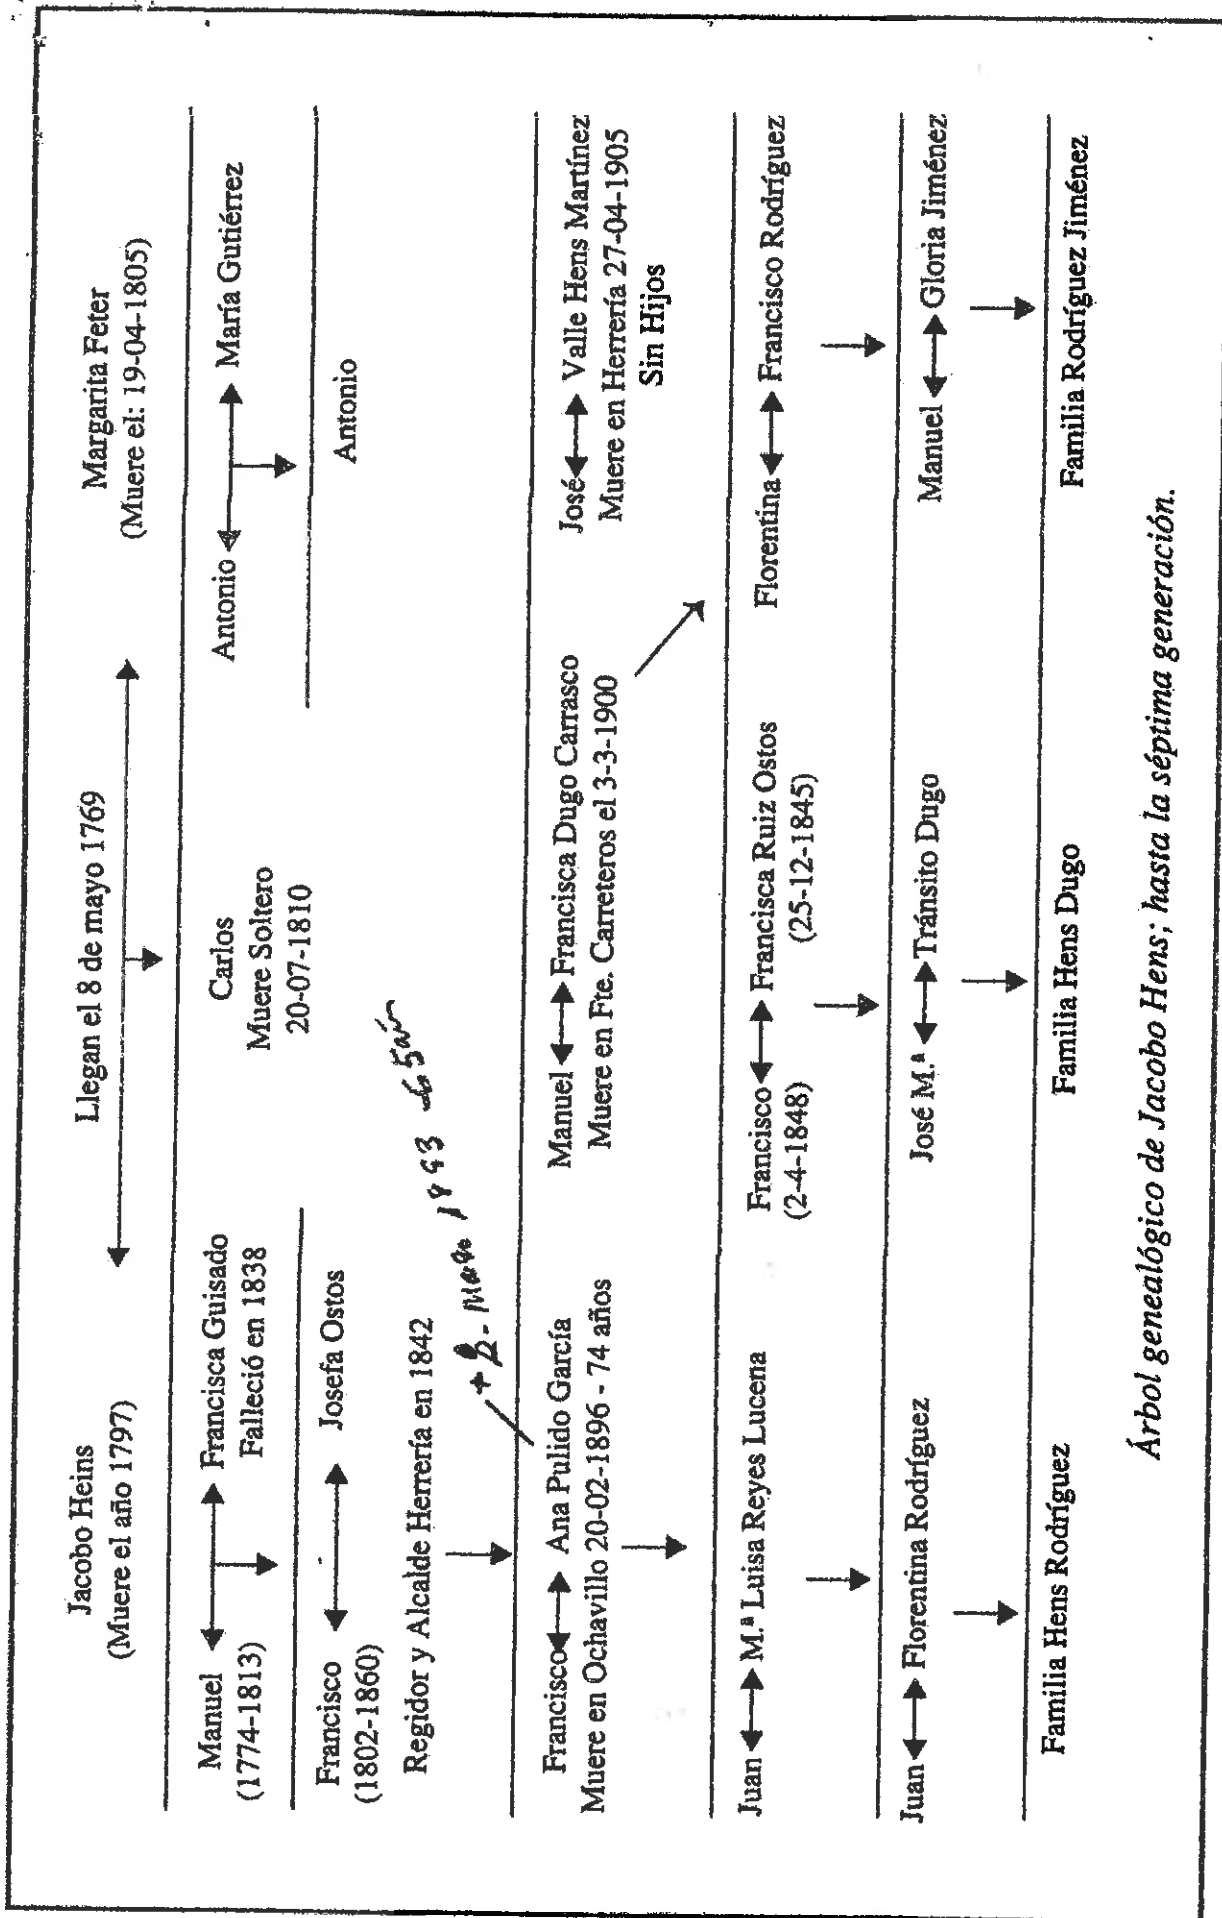 Jacobo Heins
(Muere el año 1797)
Llegan el 8 de mayo 1769
Margarita Feter
(Muere el: 19-04-1805)
Manuel Francisca Guisado
(1774-1813) Falleció en 1838
Carlos
Muere Soltero
20-07-1810
Antonio María Gutiérrez
Francisco Josefa Ostos
(1802-1860)
Regidor y Alcalde Herrería en 1842
Antonio
1893
Francisco Ana Pulido García
Muere en Ochavillo 20-02-1896 - 74 años
Manuel Francisca Dugo Carrasco
Muere en Fte. Carreteros el 3-3-1900
José Valle Hens Martínez
Muere en Herrería 27-04-1905
Sin Hijos
Juan M.ª Luisa Reyes Lucena
Francisco Francisca Ruiz Ostos
(2-4-1848) (25-12-1845)
Florentina Francisco Rodríguez
Juan Florentina Rodríguez
José M.ª Tránsito Dugo
Manuel Gloria Jiménez
Familia Hens Rodríguez
Familia Hens Dugo
Familia Rodríguez Jiménez
Árbol genealógico de Jacobo Hens; hasta la séptima generación.